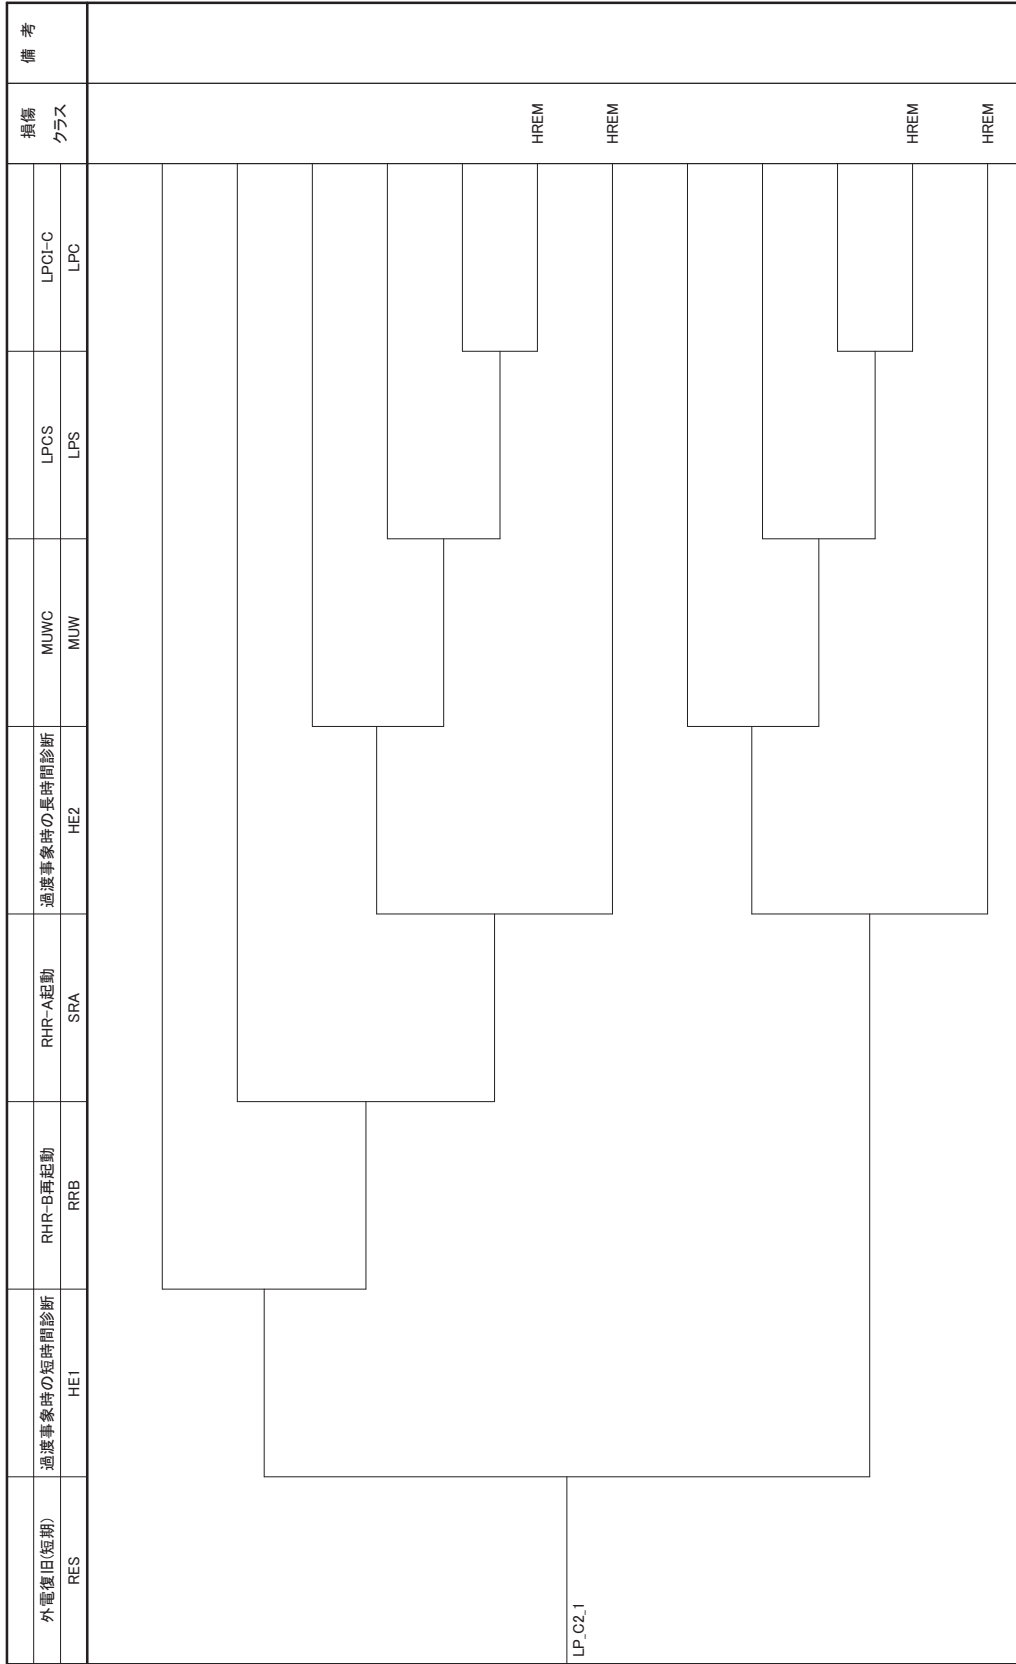 外電復旧(短期)
RES
過渡事象時の短時間診断
HE1
RHR-B再起動
RRB
RHR-A起動
SRA
過渡事象時の長時間診断
HE2
MUWC
MUW
LPCS
LPS
LPCI-C
LPC
損傷
クラス
備 考
LP_C2_1
HREM
HREM
HREM
HREM